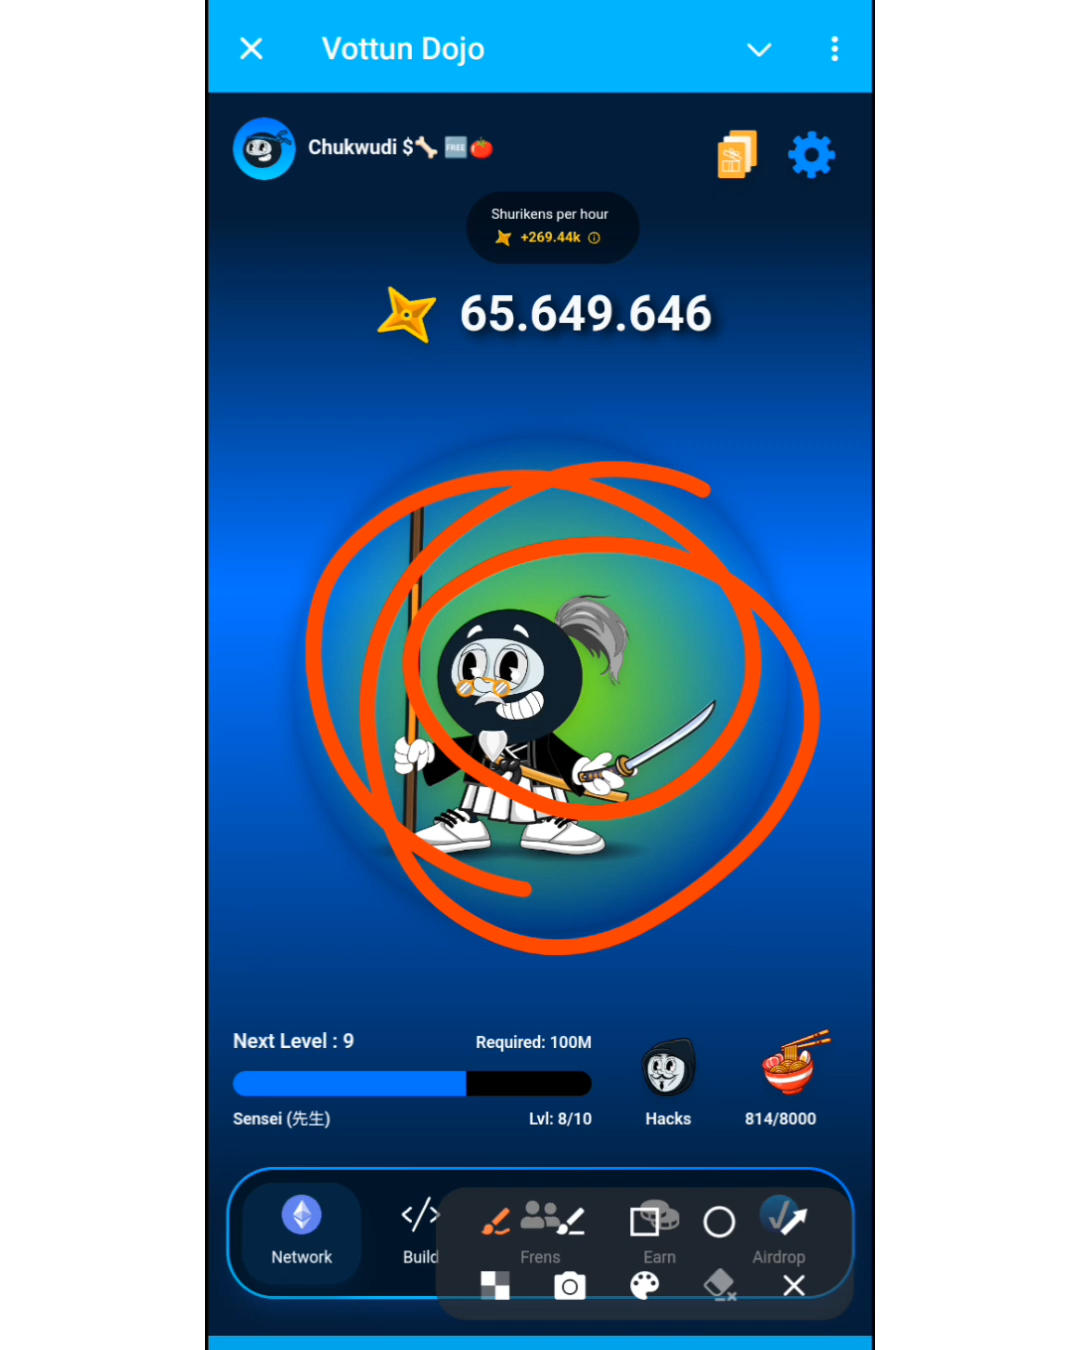 Vottun Dojo
Chukwudi $🦴 🆓🍅
Shurikens per hour
+269.44k
65.649.646
Next Level : 9
Required: 100M
Sensei (先生)
Lvl: 8/10
Hacks
814/8000
Network
Build
Frens
Earn
Airdrop